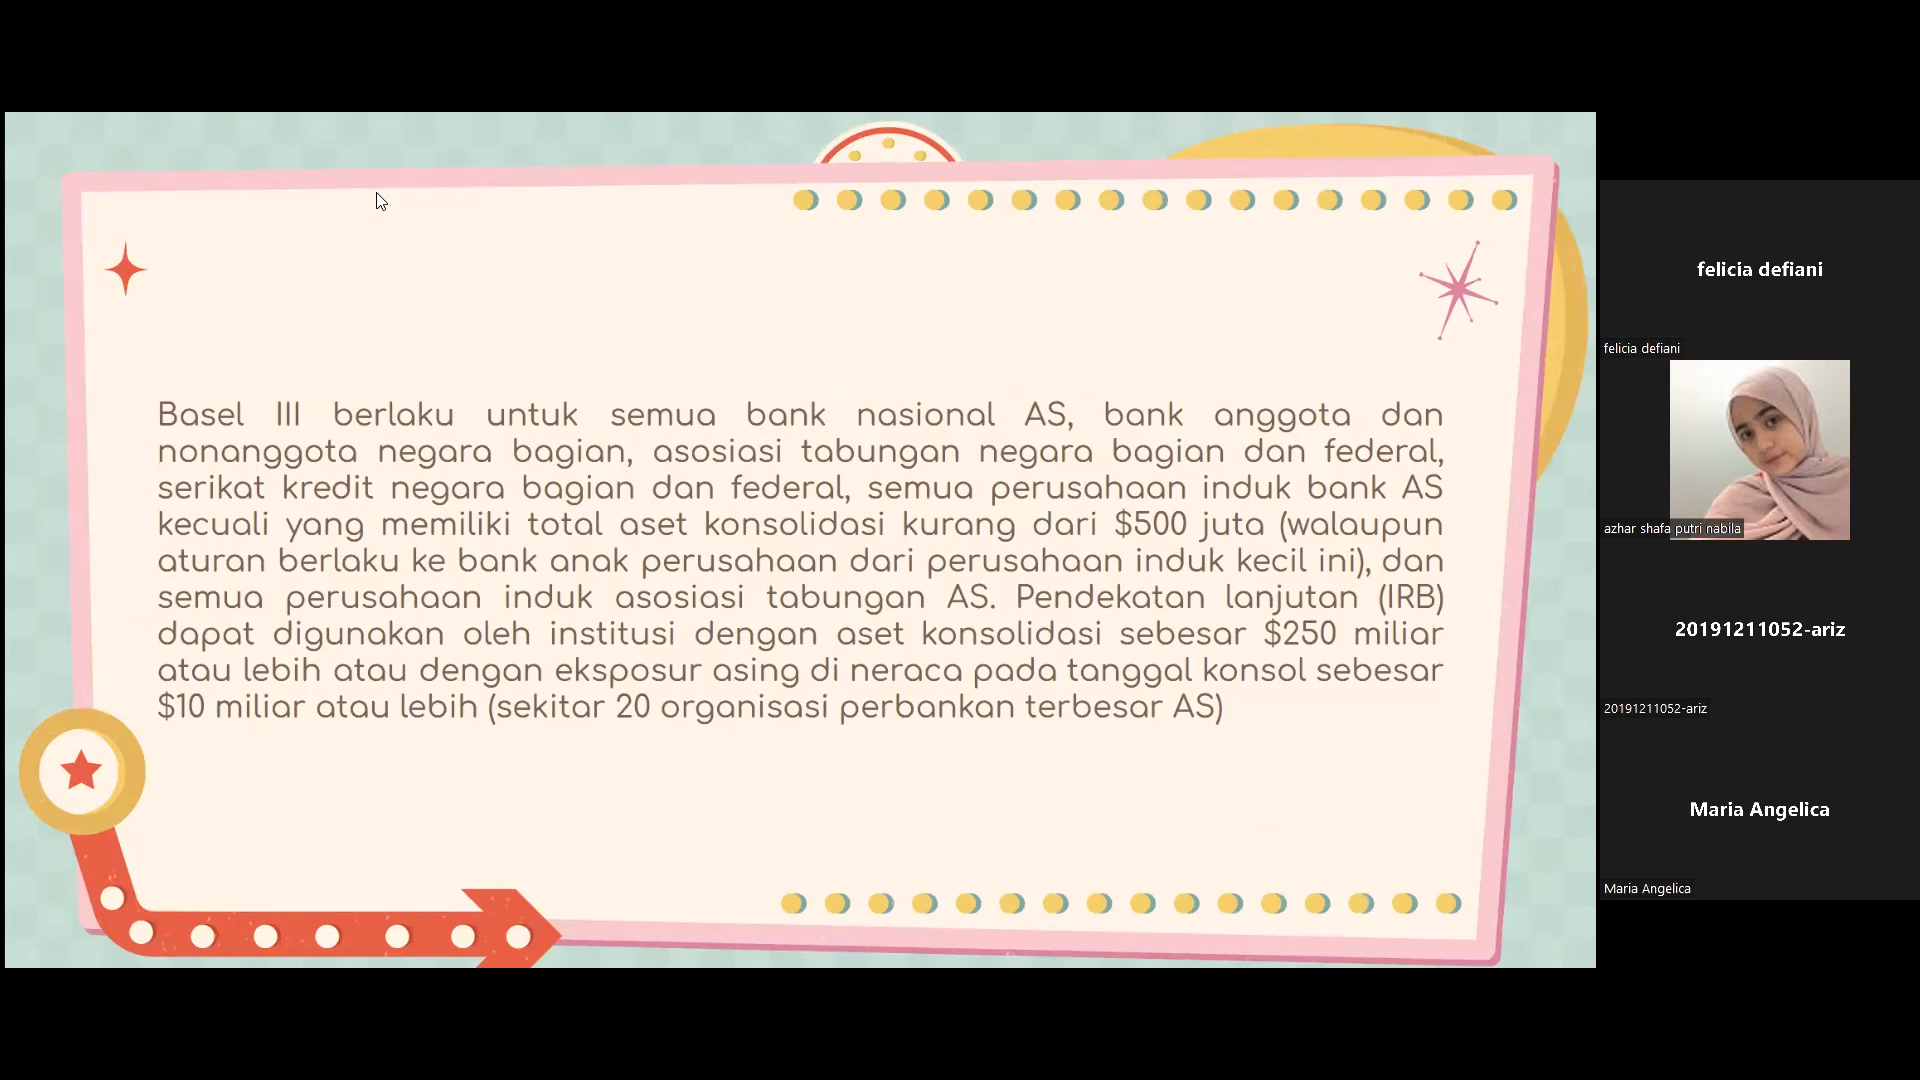 Basel III berlaku untuk semua bank nasional AS, bank anggota dan
nonanggota negara bagian, asosiasi tabungan negara bagian dan federal,
serikat kredit negara bagian dan federal, semua perusahaan induk bank AS
kecuali yang memiliki total aset konsolidasi kurang dari $500 juta (walaupun
aturan berlaku ke bank anak perusahaan dari perusahaan induk kecil ini), dan
semua perusahaan induk asosiasi tabungan AS. Pendekatan lanjutan (IRB)
dapat digunakan oleh institusi dengan aset konsolidasi sebesar $250 miliar
atau lebih atau dengan eksposur asing di neraca pada tanggal konsol sebesar
$10 miliar atau lebih (sekitar 20 organisasi perbankan terbesar AS)
felicia defiani
felicia defiani
azhar shafa putri nabila
20191211052-ariz
20191211052-ariz
Maria Angelica
Maria Angelica